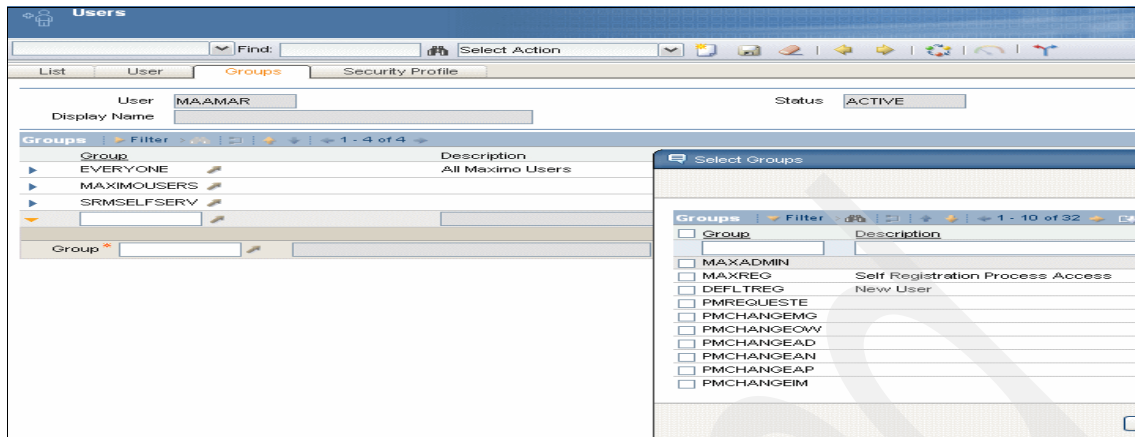 Users
Find: Select Action
List User Groups Security Profile
User MAAMAR Status ACTIVE
Display Name
Groups Filter 1 - 4 of 4
Group Description
EVERYONE All Maximo Users
MAXIMOUSERS
SRMSELFSERV
Group *
Select Groups
Groups Filter 1 - 10 of 32
Group Description
MAXADMIN
MAXREG Self Registration Process Access
DEFLTREG New User
PMREQUESTE
PMCHANGEMG
PMCHANGEOW
PMCHANGEAD
PMCHANGEAN
PMCHANGEAP
PMCHANGEIM